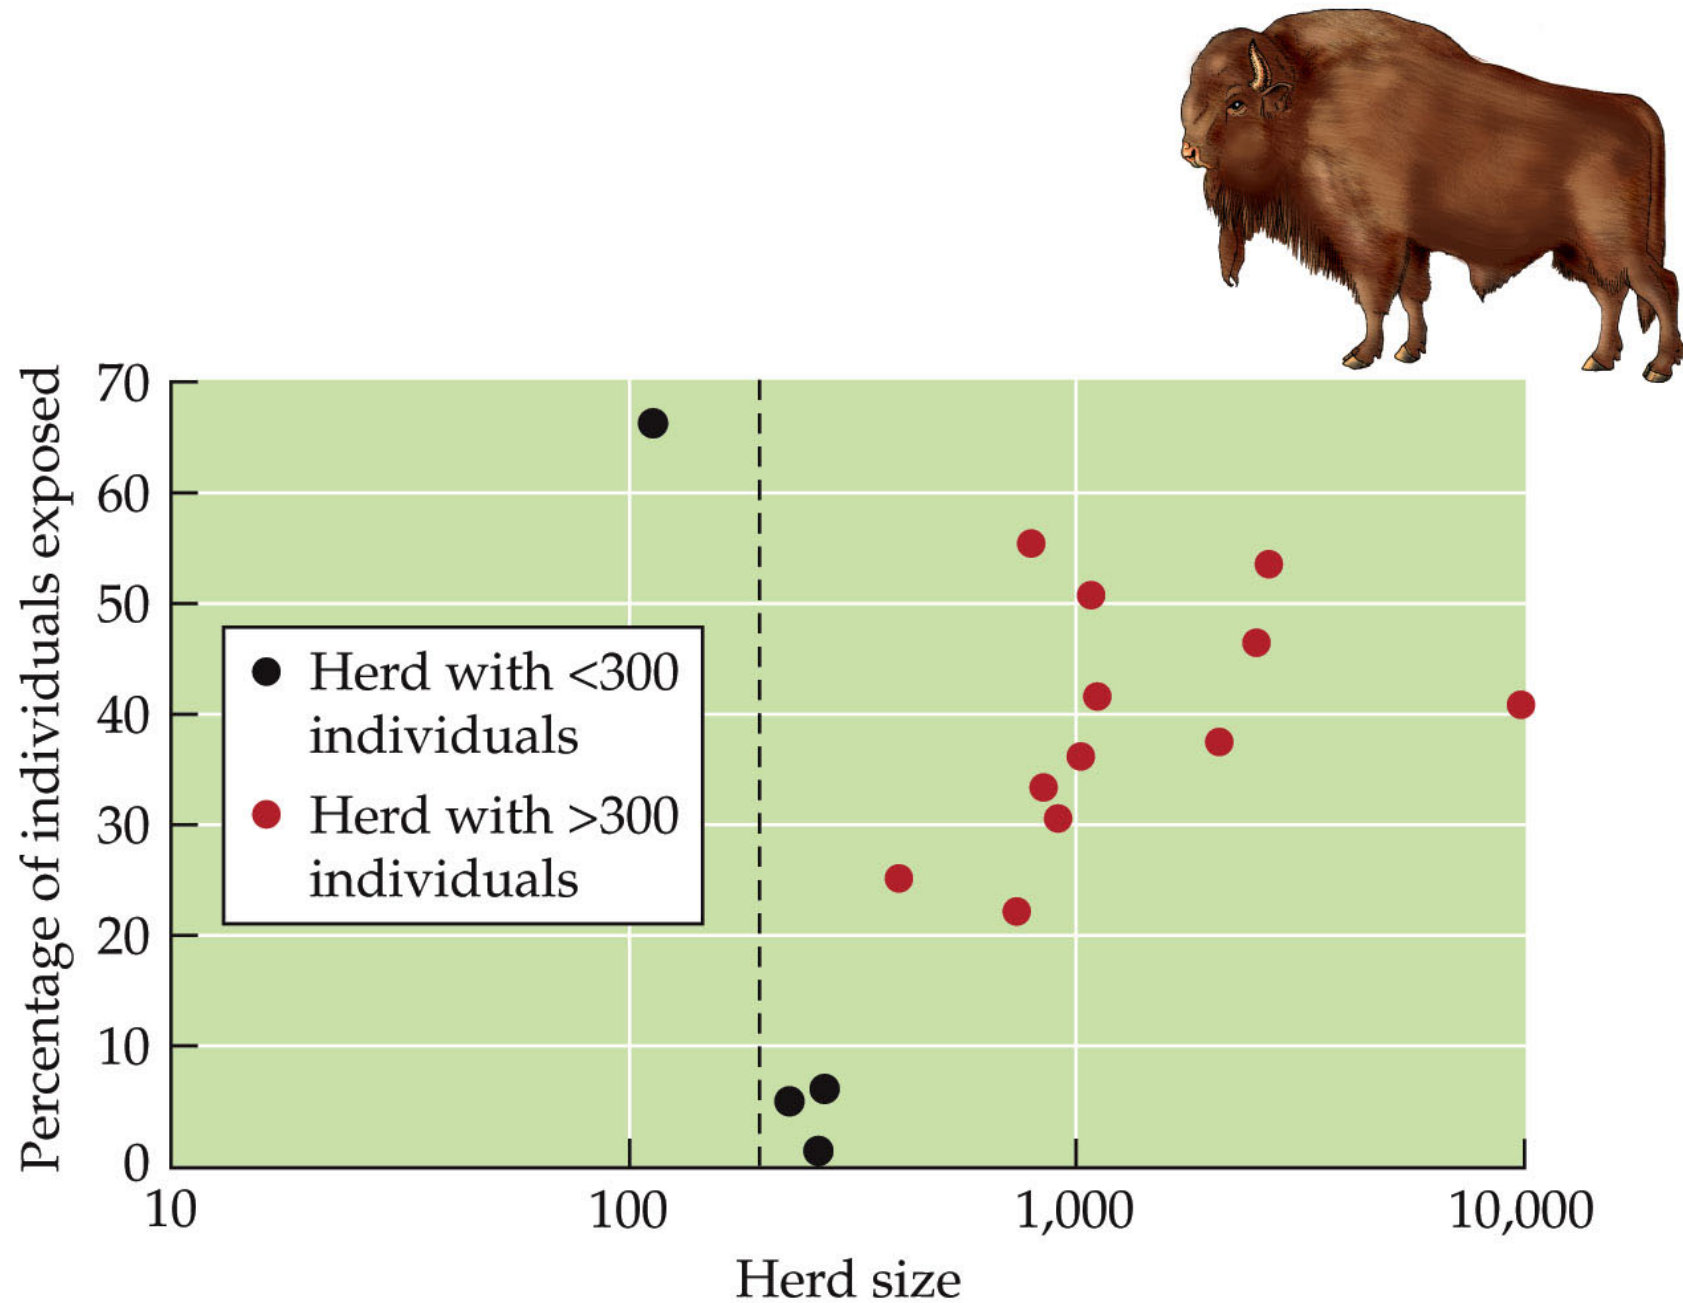 Percentage of individuals exposed
70
60
50
40
30
20
10
0
Herd with <300
individuals
Herd with >300
individuals
10
100
1,000
10,000
Herd size